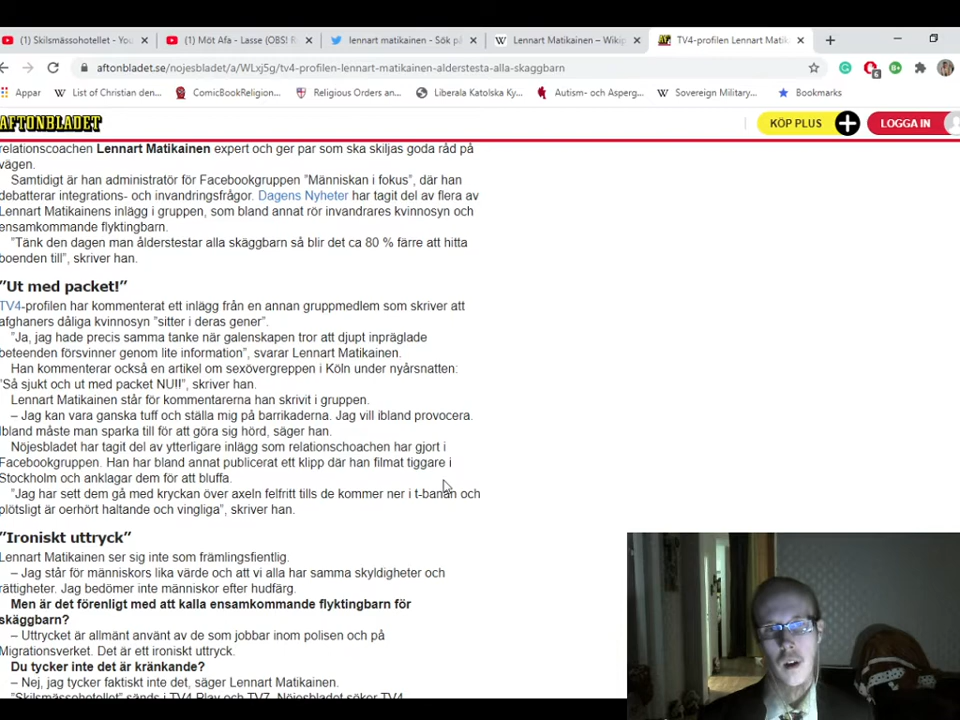 (1) Skilsmässohotellet - You
(1) Möt Afa - Lasse (OBS! R
lennart matikainen - Sök på
Lennart Matikainen – Wikip
TV4-profilen Lennart Matik
aftonbladet.se/nojesbladet/a/WLxj5g/tv4-profilen-lennart-matikainen-alderstesta-alla-skaggbarn
Appar
List of Christian den...
ComicBookReligion...
Religious Orders an...
Liberala Katolska Ky...
Autism- och Asperg...
Sovereign Military...
Bookmarks
AFTONBLADET
KÖP PLUS
LOGGA IN
relationscoachen Lennart Matikainen expert och ger par som ska skiljas goda råd på
vägen.
Samtidigt är han administratör för Facebookgruppen ”Människan i fokus”, där han
debatterar integrations- och invandringsfrågor. Dagens Nyheter har tagit del av flera av
Lennart Matikainens inlägg i gruppen, som bland annat rör invandrares kvinnosyn och
ensamkommande flyktingbarn.
”Tänk den dagen man ålderstestar alla skäggbarn så blir det ca 80 % färre att hitta
boenden till”, skriver han.
”Ut med packet!”
TV4-profilen har kommenterat ett inlägg från en annan gruppmedlem som skriver att
afghaners dåliga kvinnosyn ”sitter i deras gener”.
”Ja, jag hade precis samma tanke när galenskapen tror att djupt inpräglade
beteenden försvinner genom lite information”, svarar Lennart Matikainen.
Han kommenterar också en artikel om sexövergreppen i Köln under nyårsnatten:
”Så sjukt och ut med packet NU!!”, skriver han.
Lennart Matikainen står för kommentarerna han skrivit i gruppen.
– Jag kan vara ganska tuff och ställa mig på barrikaderna. Jag vill ibland provocera.
Ibland måste man sparka till för att göra sig hörd, säger han.
Nöjesbladet har tagit del av ytterligare inlägg som relationschoachen har gjort i
Facebookgruppen. Han har bland annat publicerat ett klipp där han filmat tiggare i
Stockholm och anklagar dem för att bluffa.
”Jag har sett dem gå med kryckan över axeln felfritt tills de kommer ner i t-banan och
plötsligt är oerhört haltande och vingliga”, skriver han.
”Ironiskt uttryck”
Lennart Matikainen ser sig inte som främlingsfientlig.
– Jag står för människors lika värde och att vi alla har samma skyldigheter och
rättigheter. Jag bedömer inte människor efter hudfärg.
Men är det förenligt med att kalla ensamkommande flyktingbarn för
skäggbarn?
– Uttrycket är allmänt använt av de som jobbar inom polisen och på
Migrationsverket. Det är ett ironiskt uttryck.
Du tycker inte det är kränkande?
– Nej, jag tycker faktiskt inte det, säger Lennart Matikainen.
”Skilsmässohotellet” sänds i TV4 Play och TV7. Nöjesbladet söker TV4